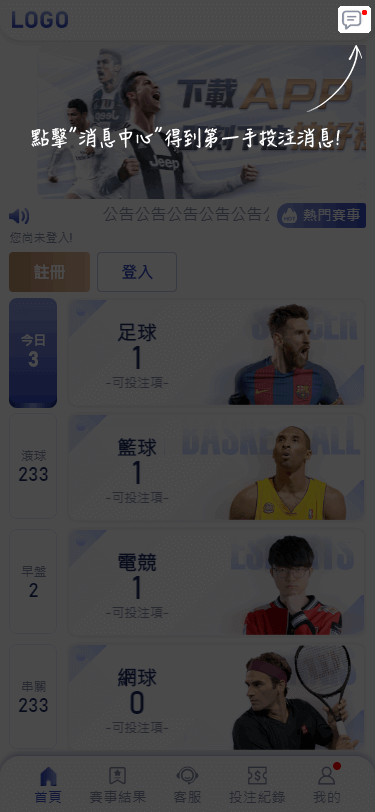 LOGO
下載APP
點擊"消息中心"得到第一手投注消息!
公告公告公告公告公告
熱門賽事
您尚未登入!
註冊
登入
今日
3
足球
1
-可投注項-
SOCCER
滾球
233
籃球
1
-可投注項-
BASKETBALL
早盤
2
電競
1
-可投注項-
ESPORTS
串關
233
網球
0
-可投注項-
首頁
賽事結果
客服
投注紀錄
我的